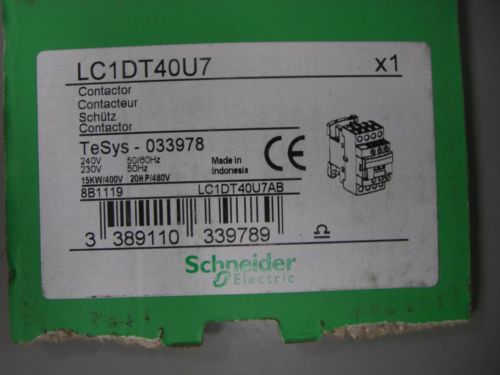 LC1DT40U7 x1
Contactor
Contacteur
Schütz
Contactor
TeSys - 033978
240V 50/60Hz
230V 50Hz
Made in
Indonesia
CE
15KW/400V 20HP/480V
8B1119 LC1DT40U7AB
3 389110 339789
Ω
Schneider
Electric